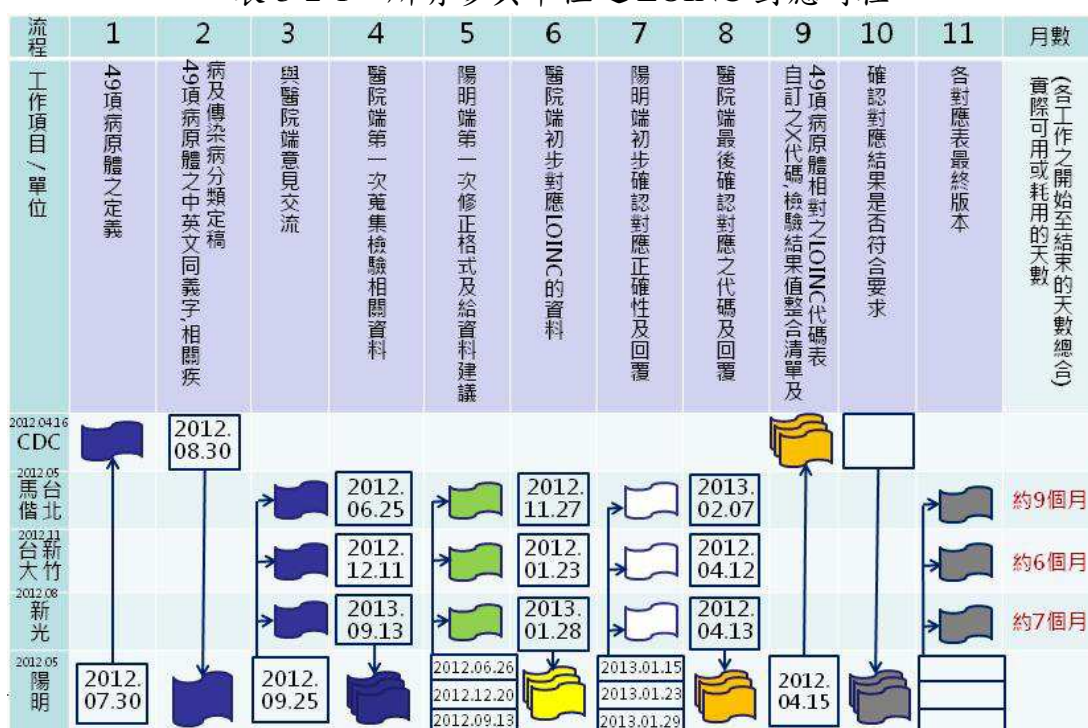 所有參與單位之 LOINC 對應時程
流程
1
2
3
4
5
6
7
8
9
10
11
月數
工作項目/單位
49項病原體之定義
49項病原體之中英文同義字,相關疾
病及傳染病分類定稿
與醫院端意見交流
醫院端第一次蒐集檢驗相關資料
陽明端第一次修正格式及給資料建議
醫院端初步對應LOINC的資料
陽明端初步確認對應正確性及回覆
醫院端最後確認對應之代碼及回覆
自訂之X代碼,檢驗結果值整合清單及
49項病原體相對之LOINC代碼表
確認對應結果是否符合要求
各對應表最終版本
實際可用或耗用的天數
(各工作之開始至結束的天數總合)
2012.04.16
CDC
2012.
08.30
2012.05
馬偕
台北
2012.
06.25
2012.
11.27
2013.
02.07
約9個月
2012.11
台大
新竹
2012.
12.11
2012.
01.23
2012.
04.12
約6個月
2012.08
新光
2013.
09.13
2013.
01.28
2012.
04.13
約7個月
2012.05
陽明
2012.
07.30
2012.
09.25
2012.06.26
2012.12.20
2012.09.13
2013.01.15
2013.01.23
2013.01.29
2012.
04.15